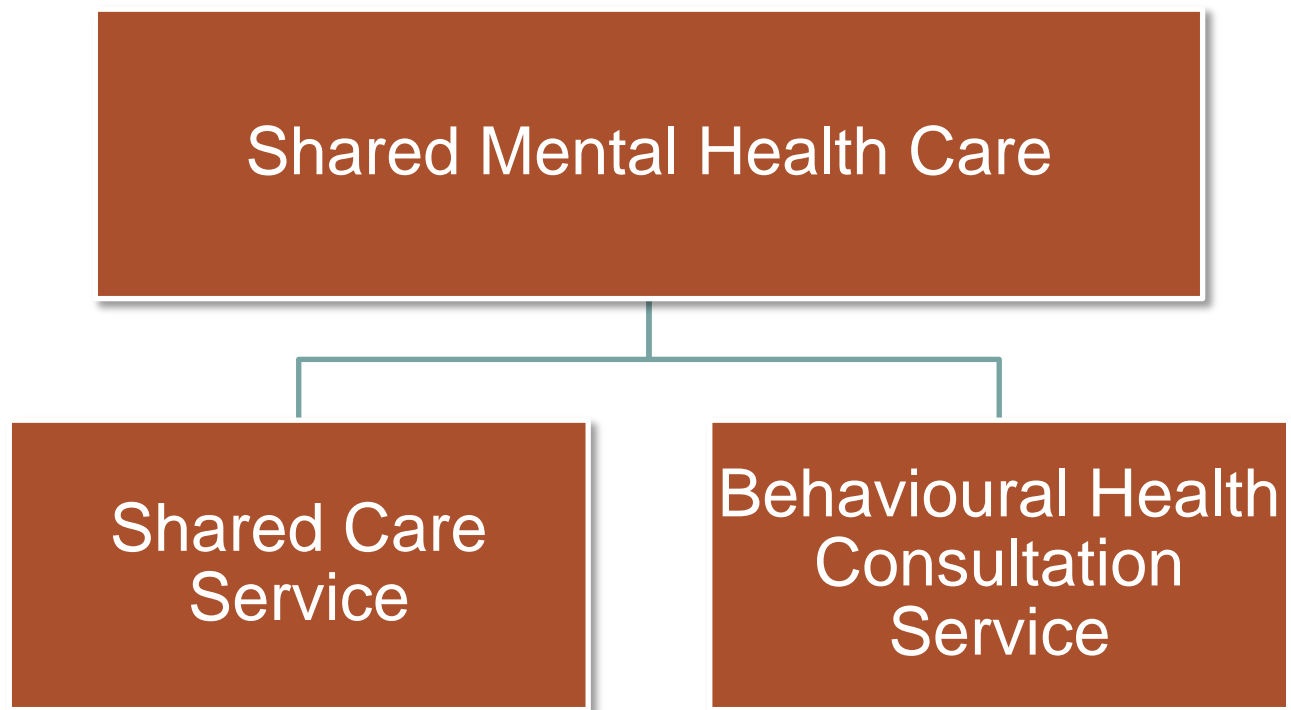 Shared Mental Health Care
Shared Care
Service
Behavioural Health
Consultation
Service